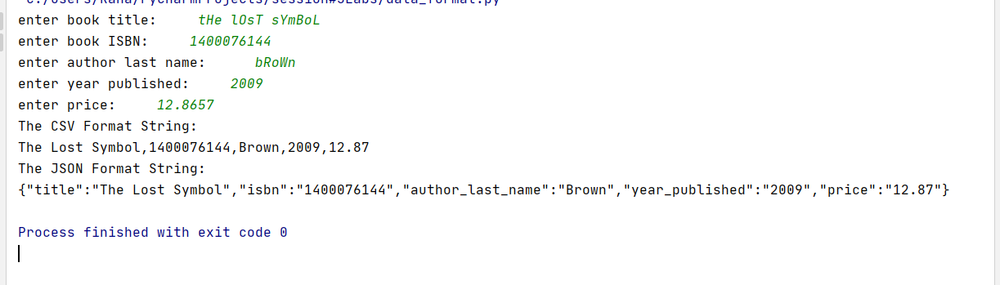 enter book title:     tHe lOsT sYmBoL
enter book ISBN:     1400076144
enter author last name:      bRoWn
enter year published:     2009
enter price:     12.8657
The CSV Format String:
The Lost Symbol,1400076144,Brown,2009,12.87
The JSON Format String:
{"title":"The Lost Symbol","isbn":"1400076144","author_last_name":"Brown","year_published":"2009","price":"12.87"}
Process finished with exit code 0